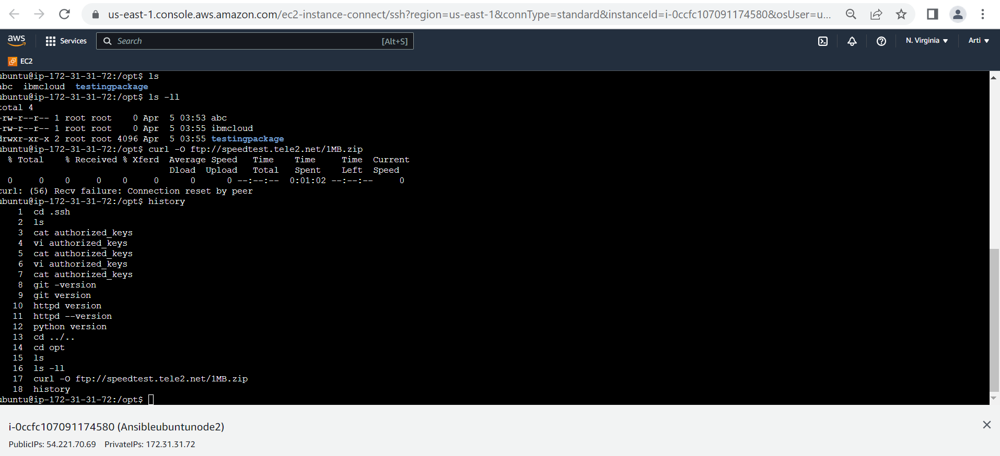 us-east-1.console.aws.amazon.com/ec2-instance-connect/ssh?region=us-east-1&connType=standard&instanceId=i-0ccfc107091174580&osUser=u...
aws Services Search [Alt+S] N. Virginia Arti
EC2
ubuntu@ip-172-31-31-72:/opt$ ls
abc  ibmcloud  testingpackage
ubuntu@ip-172-31-31-72:/opt$ ls -ll
total 4
-rw-r--r-- 1 root root    0 Apr  5 03:53 abc
-rw-r--r-- 1 root root    0 Apr  5 03:55 ibmcloud
drwxr-xr-x 2 root root 4096 Apr  5 03:55 testingpackage
ubuntu@ip-172-31-31-72:/opt$ curl -O ftp://speedtest.tele2.net/1MB.zip
  % Total    % Received % Xferd  Average Speed   Time    Time     Time  Current
                                 Dload  Upload   Total   Spent    Left  Speed
  0     0    0     0    0     0      0      0 --:--:--  0:01:02 --:--:--     0
curl: (56) Recv failure: Connection reset by peer
ubuntu@ip-172-31-31-72:/opt$ history
    1  cd .ssh
    2  ls
    3  cat authorized_keys
    4  vi authorized_keys
    5  cat authorized_keys
    6  vi authorized_keys
    7  cat authorized_keys
    8  git -version
    9  git version
   10  httpd version
   11  httpd --version
   12  python version
   13  cd ../..
   14  cd opt
   15  ls
   16  ls -ll
   17  curl -O ftp://speedtest.tele2.net/1MB.zip
   18  history
ubuntu@ip-172-31-31-72:/opt$
i-0ccfc107091174580 (Ansibleubuntunode2)
PublicIPs: 54.221.70.69 PrivateIPs: 172.31.31.72